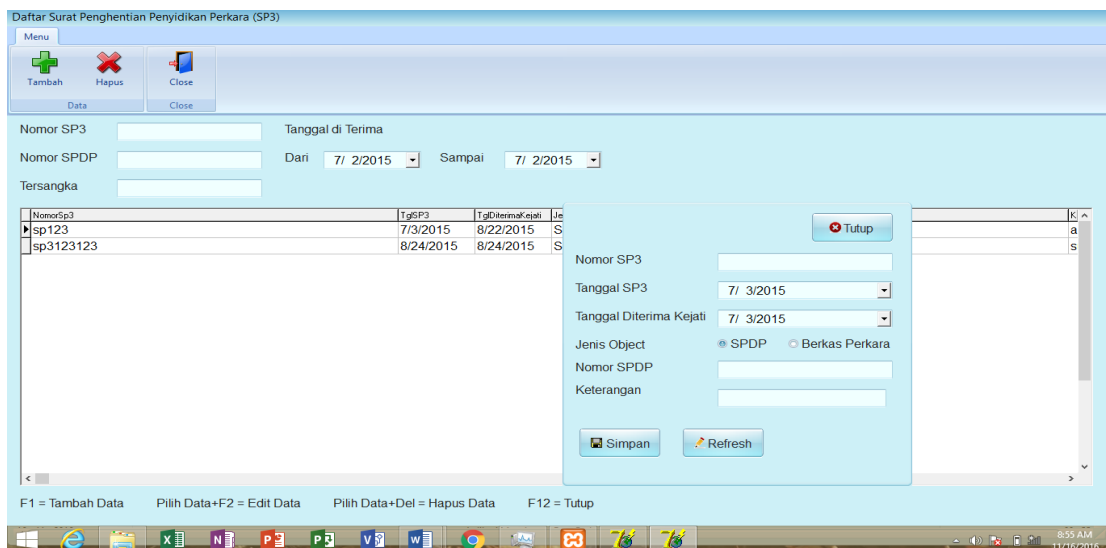 Daftar Surat Penghentian Penyidikan Perkara (SP3)
Menu
Tambah Hapus Close
Data Close
Nomor SP3 Tanggal di Terima
Nomor SPDP Dari 7/ 2/2015 Sampai 7/ 2/2015
Tersangka
NomorSp3 TglSP3 TglDiterimaKejati Je K
sp123 7/3/2015 8/22/2015 S a
sp3123123 8/24/2015 8/24/2015 S s
Tutup
Nomor SP3
Tanggal SP3 7/ 3/2015
Tanggal Diterima Kejati 7/ 3/2015
Jenis Object SPDP Berkas Perkara
Nomor SPDP
Keterangan
Simpan Refresh
F1 = Tambah Data Pilih Data+F2 = Edit Data Pilih Data+Del = Hapus Data F12 = Tutup
8:55 AM
11/16/2016